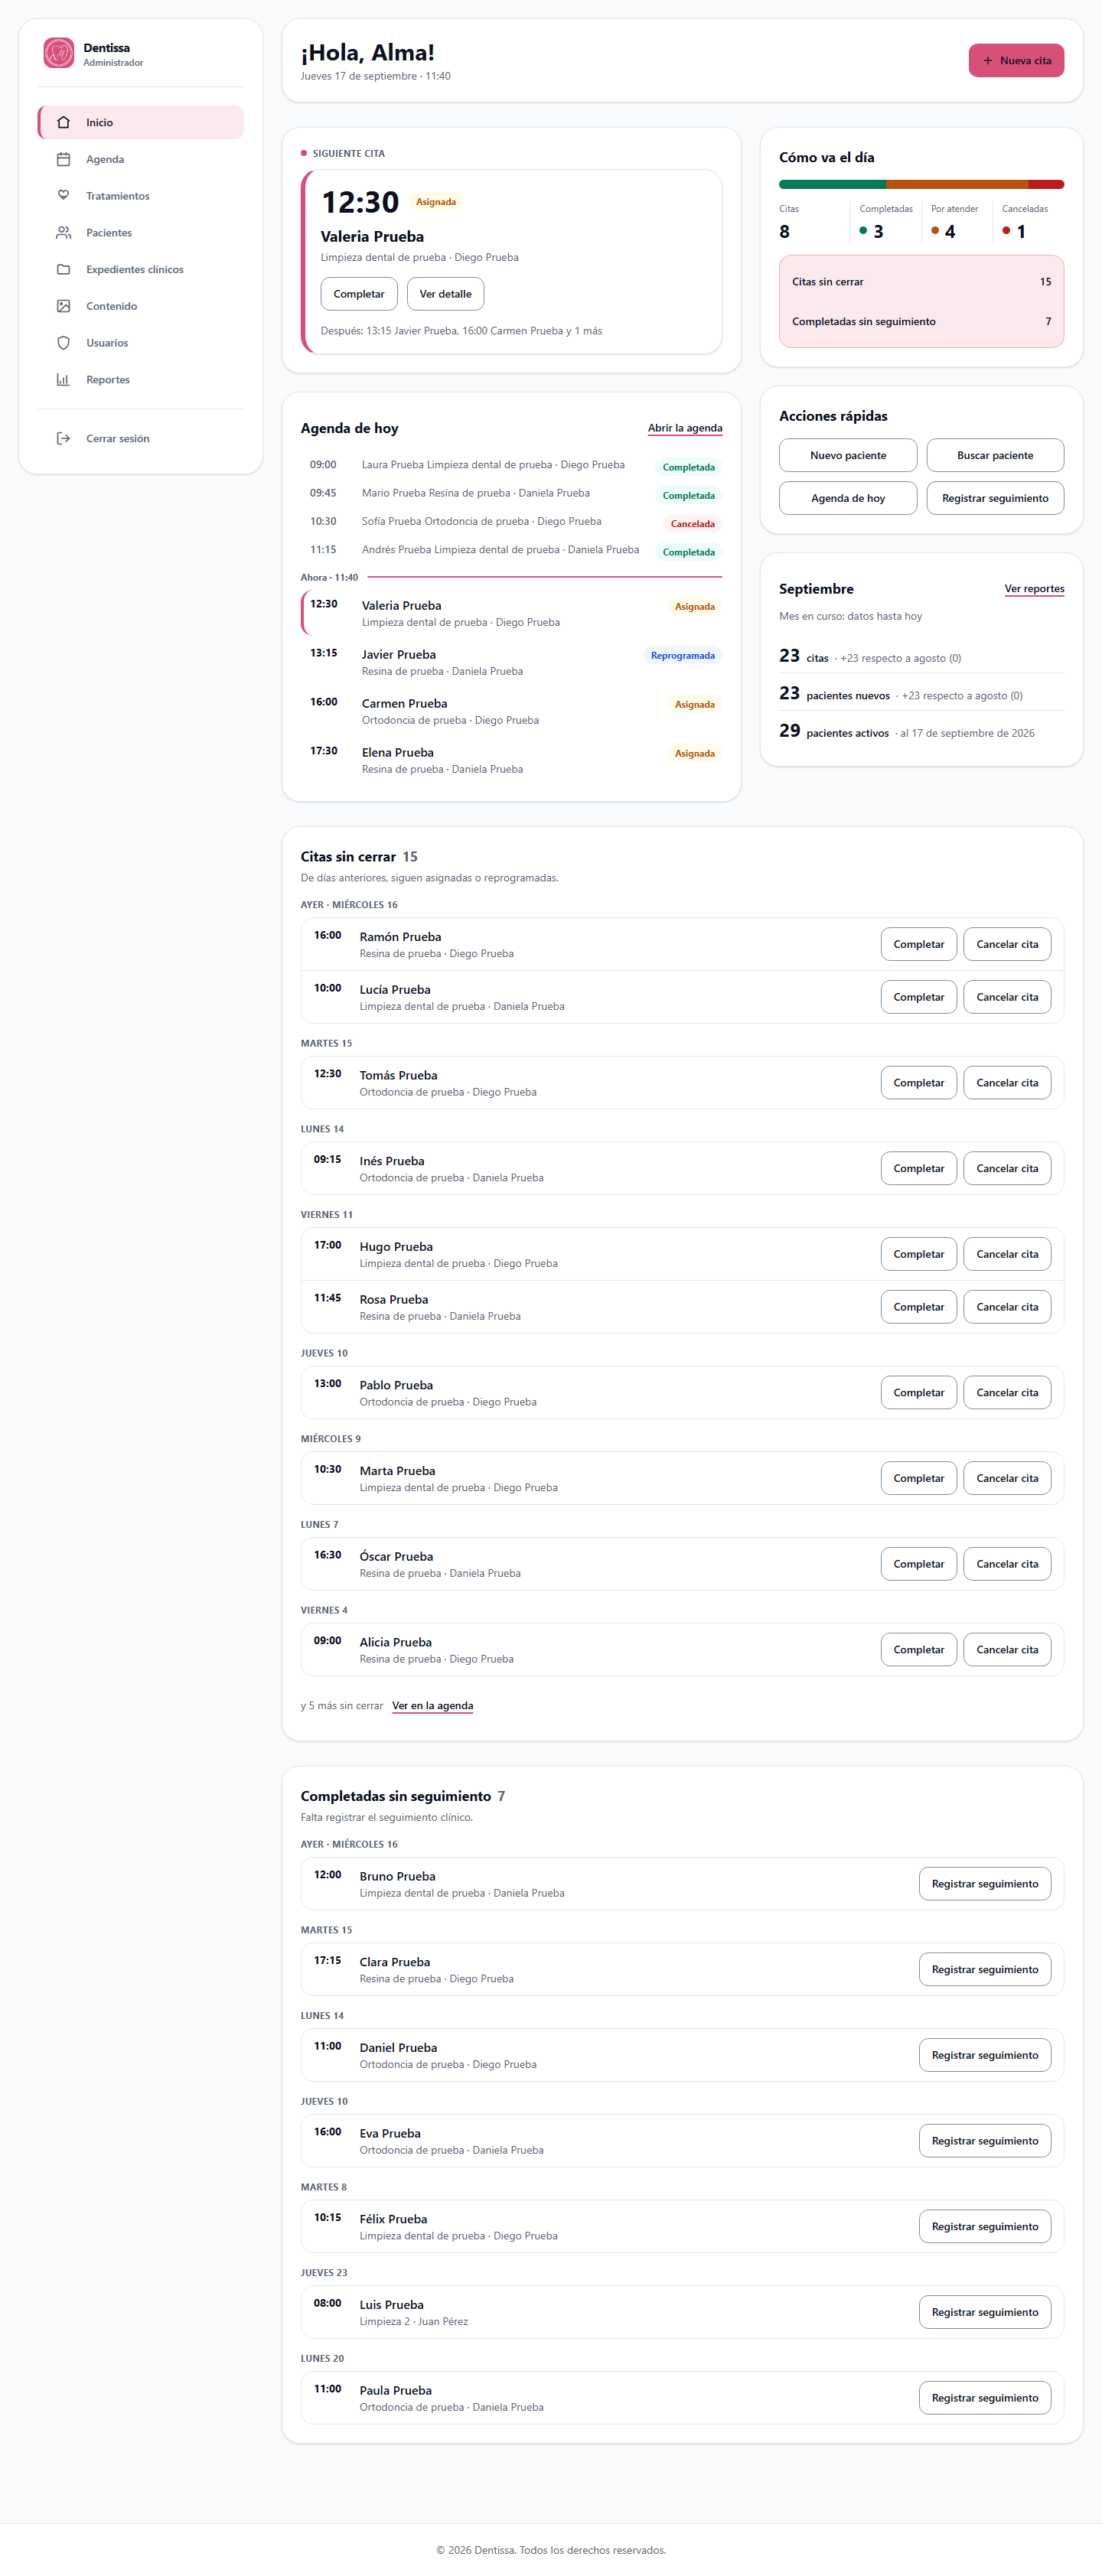 Dentissa
Administrador
Inicio
Agenda
Tratamientos
Pacientes
Expedientes clínicos
Contenido
Usuarios
Reportes
Cerrar sesión
¡Hola, Alma!
Jueves 17 de septiembre · 11:40
+ Nueva cita
SIGUIENTE CITA
12:30 Asignada
Valeria Prueba
Limpieza dental de prueba · Diego Prueba
Completar Ver detalle
Después: 13:15 Javier Prueba, 16:00 Carmen Prueba y 1 más
Agenda de hoy Abrir la agenda
09:00 Laura Prueba Limpieza dental de prueba · Diego Prueba Completada
09:45 Mario Prueba Resina de prueba · Daniela Prueba Completada
10:30 Sofía Prueba Ortodoncia de prueba · Diego Prueba Cancelada
11:15 Andrés Prueba Limpieza dental de prueba · Daniela Prueba Completada
Ahora · 11:40
12:30 Valeria Prueba Asignada
Limpieza dental de prueba · Diego Prueba
13:15 Javier Prueba Reprogramada
Resina de prueba · Daniela Prueba
16:00 Carmen Prueba Asignada
Ortodoncia de prueba · Diego Prueba
17:30 Elena Prueba Asignada
Resina de prueba · Daniela Prueba
Cómo va el día
Citas Completadas Por atender Canceladas
8 3 4 1
Citas sin cerrar 15
Completadas sin seguimiento 7
Acciones rápidas
Nuevo paciente Buscar paciente
Agenda de hoy Registrar seguimiento
Septiembre Ver reportes
Mes en curso: datos hasta hoy
23 citas · +23 respecto a agosto (0)
23 pacientes nuevos · +23 respecto a agosto (0)
29 pacientes activos · al 17 de septiembre de 2026
Citas sin cerrar 15
De días anteriores, siguen asignadas o reprogramadas.
AYER · MIÉRCOLES 16
16:00 Ramón Prueba Completar Cancelar cita
Resina de prueba · Diego Prueba
10:00 Lucía Prueba Completar Cancelar cita
Limpieza dental de prueba · Daniela Prueba
MARTES 15
12:30 Tomás Prueba Completar Cancelar cita
Ortodoncia de prueba · Diego Prueba
LUNES 14
09:15 Inés Prueba Completar Cancelar cita
Ortodoncia de prueba · Daniela Prueba
VIERNES 11
17:00 Hugo Prueba Completar Cancelar cita
Limpieza dental de prueba · Diego Prueba
11:45 Rosa Prueba Completar Cancelar cita
Resina de prueba · Daniela Prueba
JUEVES 10
13:00 Pablo Prueba Completar Cancelar cita
Ortodoncia de prueba · Diego Prueba
MIÉRCOLES 9
10:30 Marta Prueba Completar Cancelar cita
Limpieza dental de prueba · Diego Prueba
LUNES 7
16:30 Óscar Prueba Completar Cancelar cita
Resina de prueba · Daniela Prueba
VIERNES 4
09:00 Alicia Prueba Completar Cancelar cita
Resina de prueba · Diego Prueba
y 5 más sin cerrar Ver en la agenda
Completadas sin seguimiento 7
Falta registrar el seguimiento clínico.
AYER · MIÉRCOLES 16
12:00 Bruno Prueba Registrar seguimiento
Limpieza dental de prueba · Daniela Prueba
MARTES 15
17:15 Clara Prueba Registrar seguimiento
Resina de prueba · Diego Prueba
LUNES 14
11:00 Daniel Prueba Registrar seguimiento
Ortodoncia de prueba · Diego Prueba
JUEVES 10
16:00 Eva Prueba Registrar seguimiento
Ortodoncia de prueba · Daniela Prueba
MARTES 8
10:15 Félix Prueba Registrar seguimiento
Limpieza dental de prueba · Diego Prueba
JUEVES 23
08:00 Luis Prueba Registrar seguimiento
Limpieza 2 · Juan Pérez
LUNES 20
11:00 Paula Prueba Registrar seguimiento
Ortodoncia de prueba · Daniela Prueba
© 2026 Dentissa. Todos los derechos reservados.